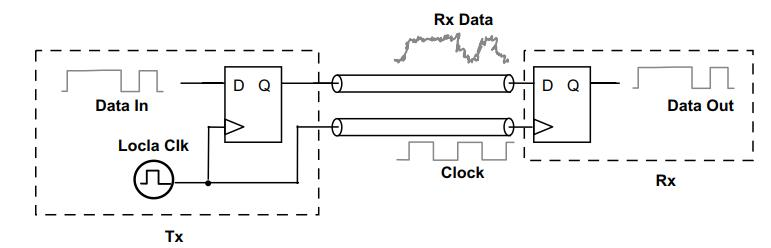 Rx Data
D Q
D Q
Data In
Data Out
Locla Clk
Clock
Rx
Tx